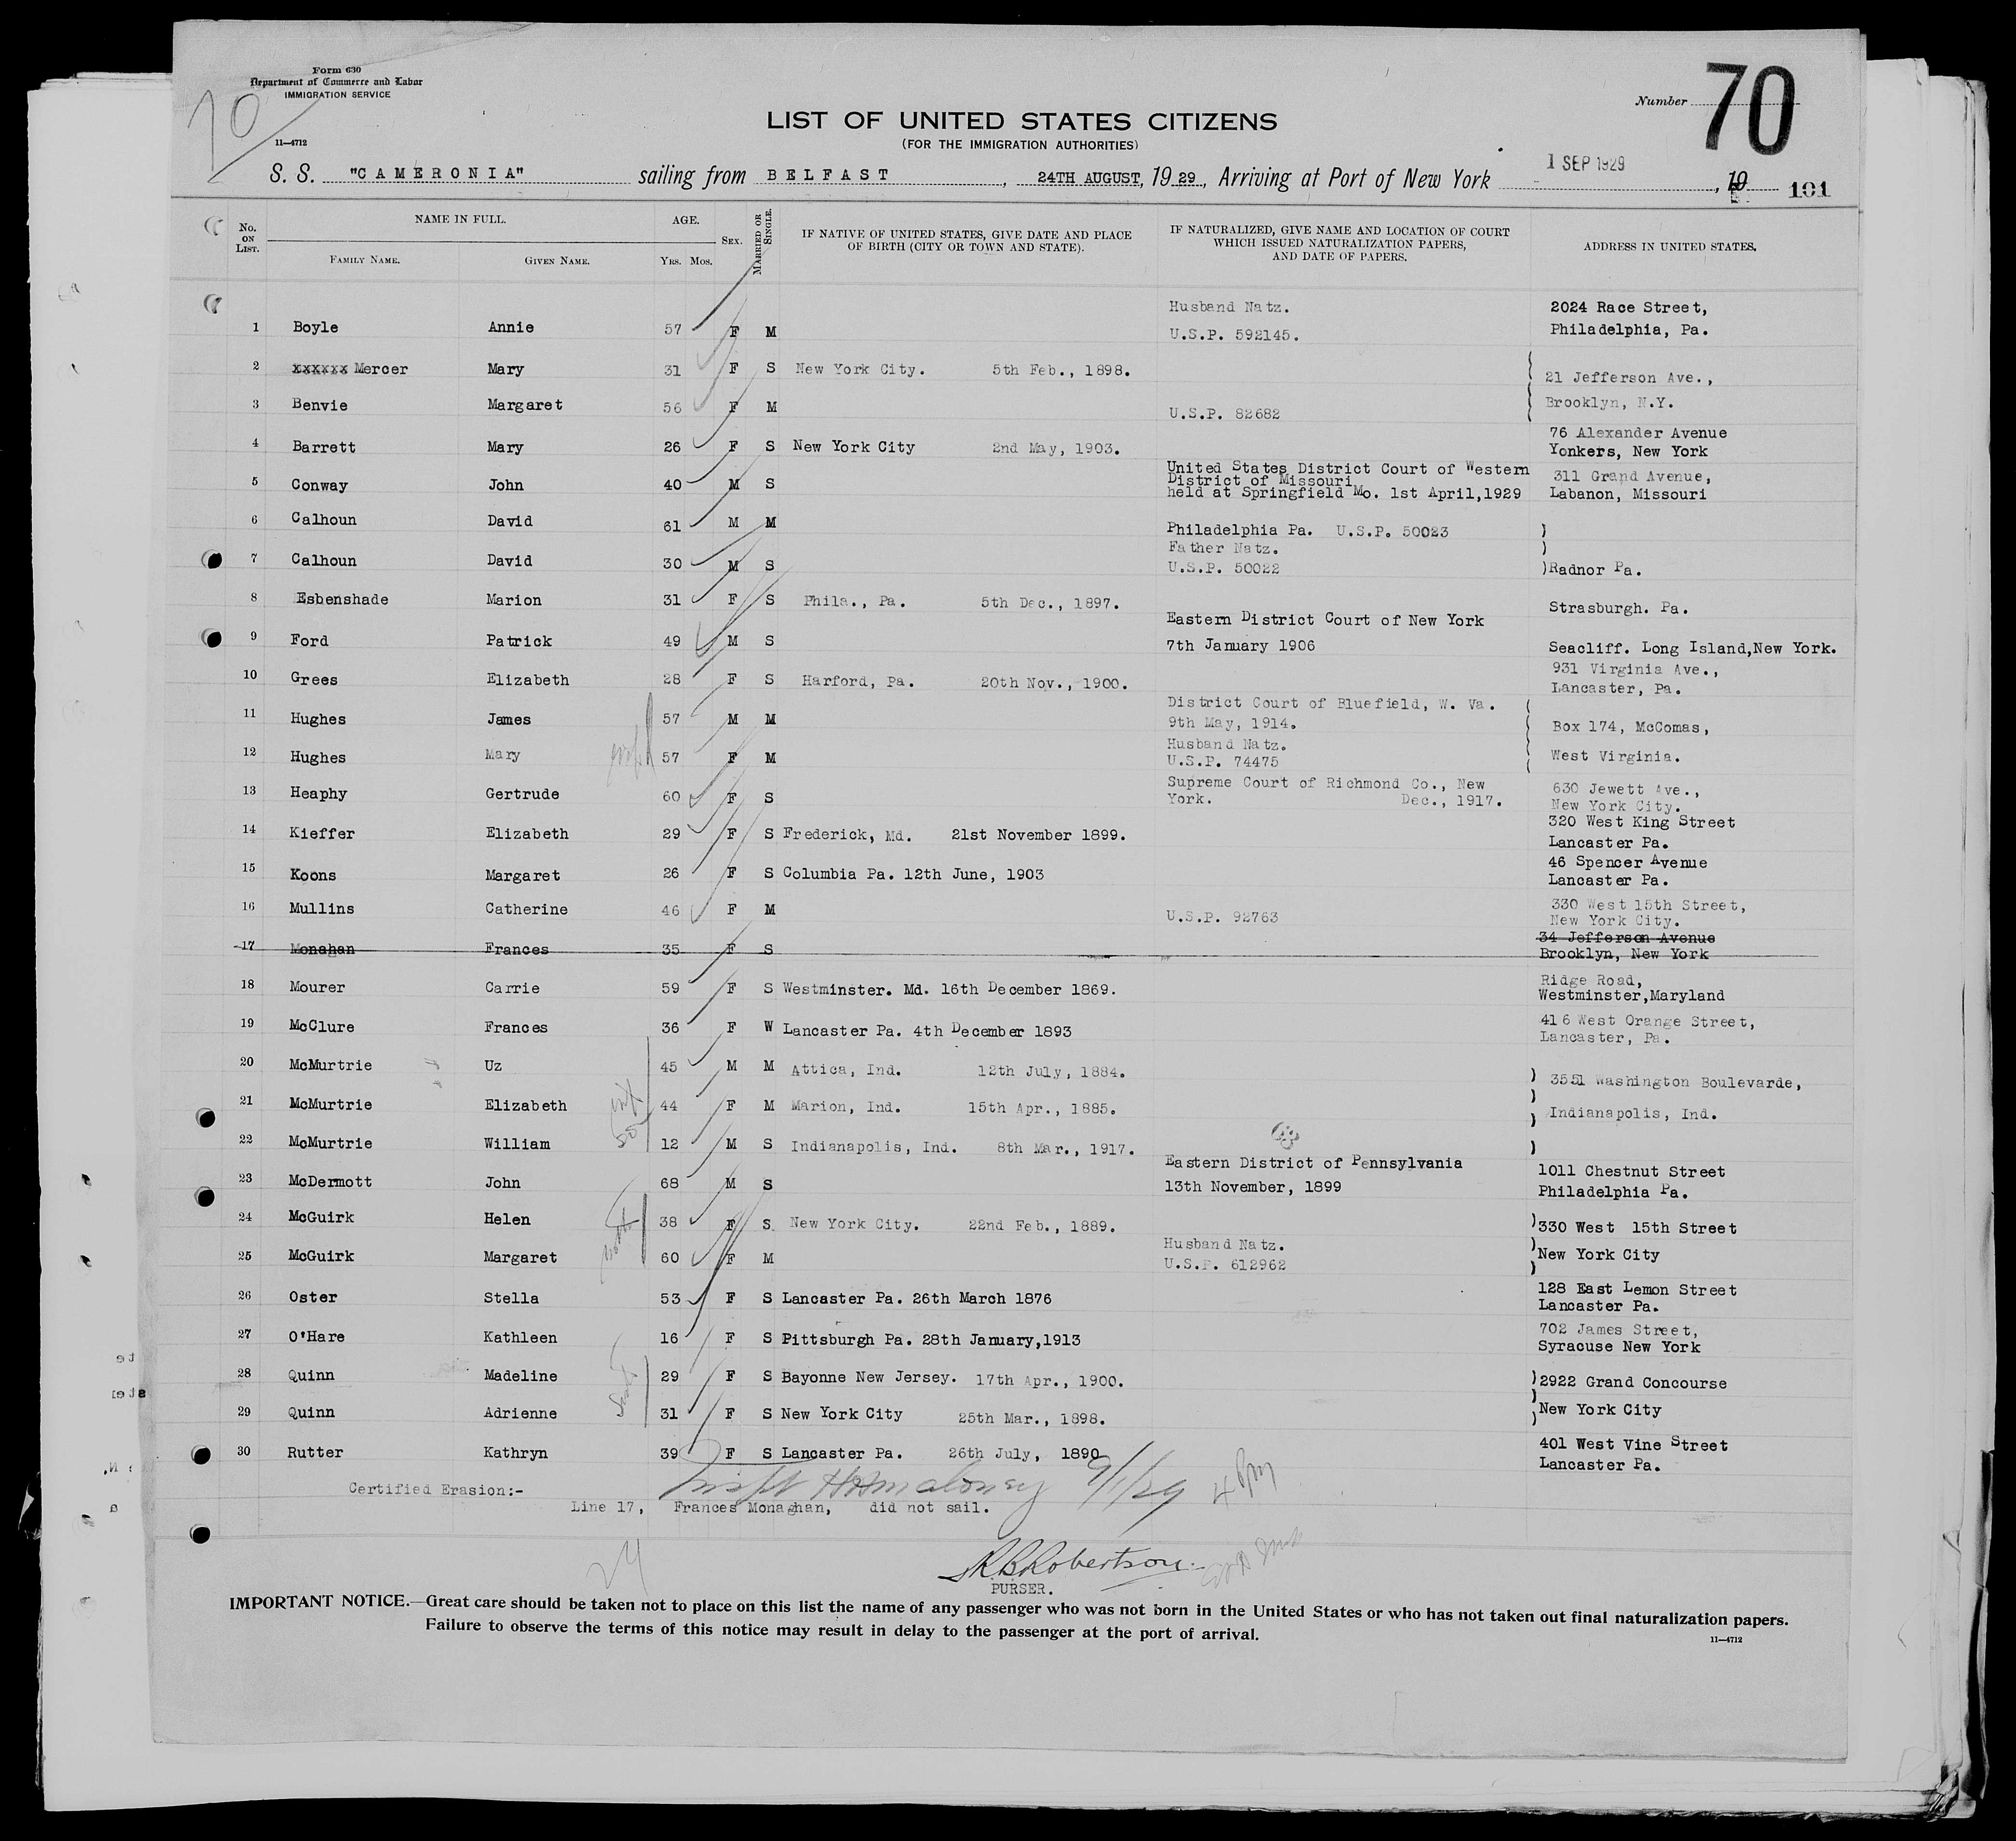 Form 630
Department of Commerce and Labor
IMMIGRATION SERVICE
70
11—4712
Number 70
LIST OF UNITED STATES CITIZENS
(FOR THE IMMIGRATION AUTHORITIES)
S. S. "CAMERONIA" sailing from BELFAST, 24TH AUGUST, 1929, Arriving at Port of New York 1 SEP 1929, 19 101
No. ON LIST. NAME IN FULL. FAMILY NAME. GIVEN NAME. AGE. YRS. MOS. SEX. MARRIED OR SINGLE. IF NATIVE OF UNITED STATES, GIVE DATE AND PLACE OF BIRTH (CITY OR TOWN AND STATE). IF NATURALIZED, GIVE NAME AND LOCATION OF COURT WHICH ISSUED NATURALIZATION PAPERS, AND DATE OF PAPERS. ADDRESS IN UNITED STATES.
1 Boyle Annie 57 F M Husband Natz. U.S.P. 592145. 2024 Race Street, Philadelphia, Pa.
2 xxxxxx Mercer Mary 31 F S New York City. 5th Feb., 1898. 21 Jefferson Ave.,
3 Benvie Margaret 56 F M U.S.P. 82682 Brooklyn, N.Y.
4 Barrett Mary 26 F S New York City 2nd May, 1903. 76 Alexander Avenue Yonkers, New York
5 Conway John 40 M S United States District Court of Western District of Missouri held at Springfield Mo. 1st April,1929 311 Grand Avenue, Labanon, Missouri
6 Calhoun David 61 M M Philadelphia Pa. U.S.P. 50023 )
7 Calhoun David 30 M S Father Natz. U.S.P. 50022 )Radnor Pa.
8 Esbenshade Marion 31 F S Phila., Pa. 5th Dec., 1897. Strasburgh. Pa.
9 Ford Patrick 49 M S Eastern District Court of New York 7th January 1906 Seacliff. Long Island,New York.
10 Grees Elizabeth 28 F S Harford, Pa. 20th Nov., 1900. 931 Virginia Ave., Lancaster, Pa.
11 Hughes James 57 M M District Court of Bluefield, W. Va. 9th May, 1914. Box 174, McComas,
12 Hughes Mary 57 F M Husband Natz. U.S.P. 74475 West Virginia.
13 Heaphy Gertrude 60 F S Supreme Court of Richmond Co., New York. Dec., 1917. 630 Jewett Ave., New York City.
14 Kieffer Elizabeth 29 F S Frederick, Md. 21st November 1899. 320 West King Street Lancaster Pa.
15 Koons Margaret 26 F S Columbia Pa. 12th June, 1903 46 Spencer Avenue Lancaster Pa.
16 Mullins Catherine 46 F M U.S.P. 92763 330 West 15th Street, New York City.
17 Monahan Frances 35 F S 34 Jefferson Avenue Brooklyn, New York
18 Mourer Carrie 59 F S Westminster. Md. 16th December 1869. Ridge Road, Westminster,Maryland
19 McClure Frances 36 F W Lancaster Pa. 4th December 1893 416 West Orange Street, Lancaster, Pa.
20 McMurtrie Uz 45 M M Attica, Ind. 12th July, 1884. ) 3551 Washington Boulevarde,
21 McMurtrie Elizabeth 44 F M Marion, Ind. 15th Apr., 1885. ) Indianapolis, Ind.
22 McMurtrie William 12 M S Indianapolis, Ind. 8th Mar., 1917. )
23 McDermott John 68 M S Eastern District of Pennsylvania 13th November, 1899 1011 Chestnut Street Philadelphia Pa.
24 McGuirk Helen 38 F S. New York City. 22nd Feb., 1889. )330 West 15th Street
25 McGuirk Margaret 60 F M Husband Natz. U.S.P. 612962 )New York City
26 Oster Stella 53 F S Lancaster Pa. 26th March 1876 128 East Lemon Street Lancaster Pa.
27 O'Hare Kathleen 16 F S Pittsburgh Pa. 28th January,1913 702 James Street, Syracuse New York
28 Quinn Madeline 29 F S Bayonne New Jersey. 17th Apr., 1900. )2922 Grand Concourse
29 Quinn Adrienne 31 F S New York City 25th Mar., 1898. )New York City
30 Rutter Kathryn 39 F S Lancaster Pa. 26th July, 1890 401 West Vine Street Lancaster Pa.
9/1/29 4 PM
Certified Erasion:-
Line 17, Frances Monaghan, did not sail.
Robertson
PURSER.
IMPORTANT NOTICE.—Great care should be taken not to place on this list the name of any passenger who was not born in the United States or who has not taken out final naturalization papers.
Failure to observe the terms of this notice may result in delay to the passenger at the port of arrival.
11—4712